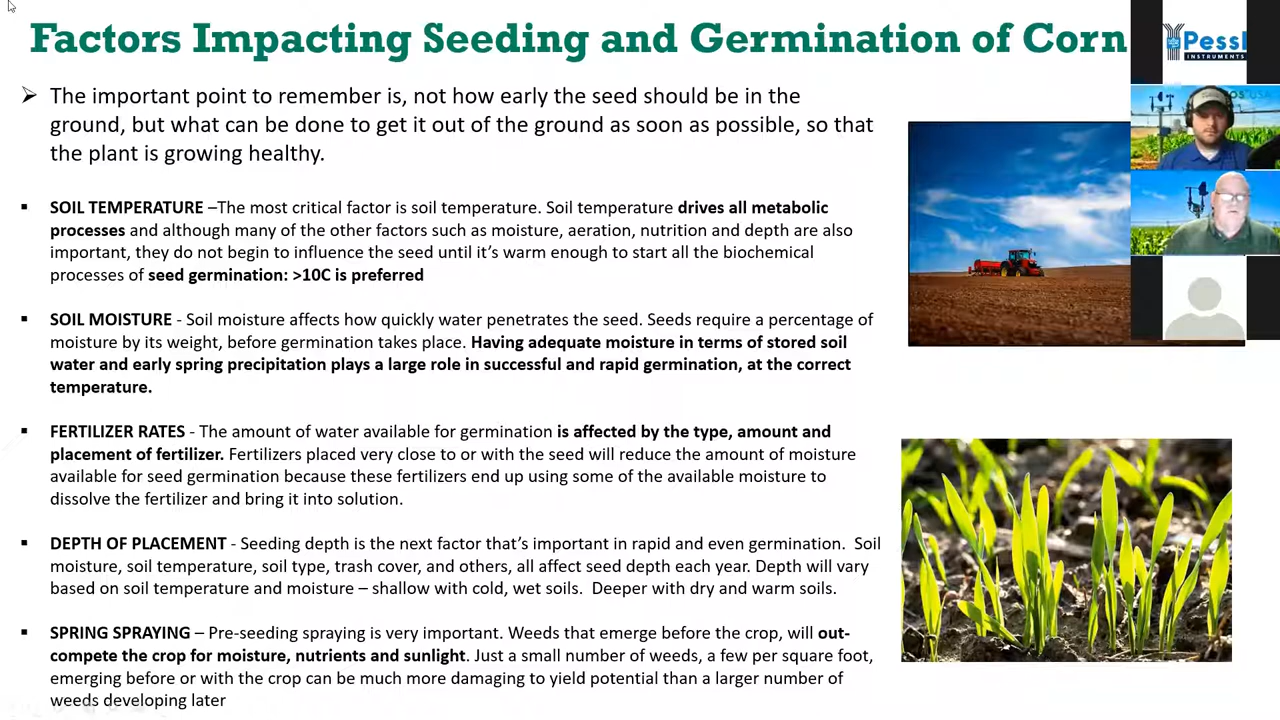 Factors Impacting Seeding and Germination of Corn
Pessl
INSTRUMENTS
➤ The important point to remember is, not how early the seed should be in the
ground, but what can be done to get it out of the ground as soon as possible, so that
the plant is growing healthy.
▪ SOIL TEMPERATURE –The most critical factor is soil temperature. Soil temperature drives all metabolic
processes and although many of the other factors such as moisture, aeration, nutrition and depth are also
important, they do not begin to influence the seed until it's warm enough to start all the biochemical
processes of seed germination: >10C is preferred
▪ SOIL MOISTURE - Soil moisture affects how quickly water penetrates the seed. Seeds require a percentage of
moisture by its weight, before germination takes place. Having adequate moisture in terms of stored soil
water and early spring precipitation plays a large role in successful and rapid germination, at the correct
temperature.
▪ FERTILIZER RATES - The amount of water available for germination is affected by the type, amount and
placement of fertilizer. Fertilizers placed very close to or with the seed will reduce the amount of moisture
available for seed germination because these fertilizers end up using some of the available moisture to
dissolve the fertilizer and bring it into solution.
▪ DEPTH OF PLACEMENT - Seeding depth is the next factor that's important in rapid and even germination.  Soil
moisture, soil temperature, soil type, trash cover, and others, all affect seed depth each year. Depth will vary
based on soil temperature and moisture – shallow with cold, wet soils.  Deeper with dry and warm soils.
▪ SPRING SPRAYING – Pre-seeding spraying is very important. Weeds that emerge before the crop, will out-
compete the crop for moisture, nutrients and sunlight. Just a small number of weeds, a few per square foot,
emerging before or with the crop can be much more damaging to yield potential than a larger number of
weeds developing later